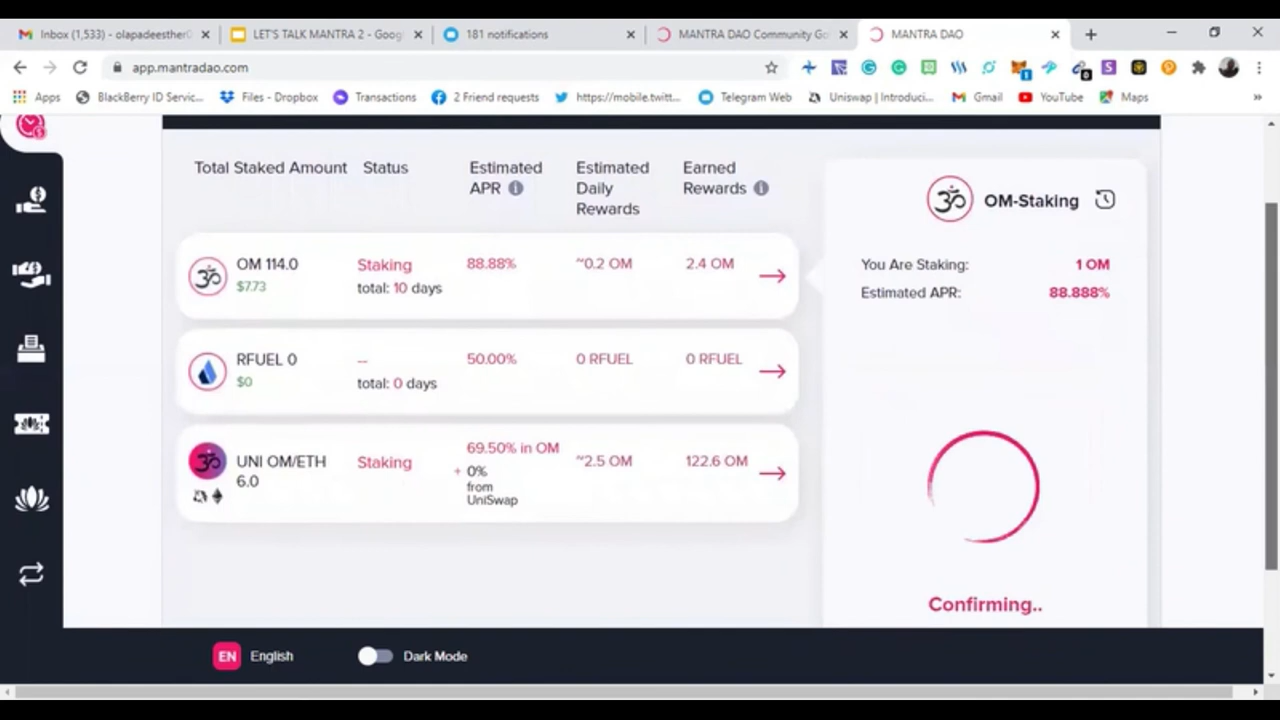 Inbox (1,533) - olapadeesther
LET'S TALK MANTRA 2 - Goog
181 notifications
MANTRA DAO Community Go
MANTRA DAO
app.mantradao.com
Apps
BlackBerry ID Servic...
Files - Dropbox
Transactions
2 Friend requests
https://mobile.twitt...
Telegram Web
Uniswap | Introduci...
Gmail
YouTube
Maps
Total Staked Amount
Status
Estimated
APR
Estimated
Daily
Rewards
Earned
Rewards
OM 114.0
$7.73
Staking
total: 10 days
88.88%
~0.2 OM
2.4 OM
RFUEL 0
$0
--
total: 0 days
50.00%
0 RFUEL
0 RFUEL
UNI OM/ETH
6.0
Staking
69.50% in OM
+ 0%
from
UniSwap
~2.5 OM
122.6 OM
OM-Staking
You Are Staking: 1 OM
Estimated APR: 88.888%
Confirming..
EN English
Dark Mode